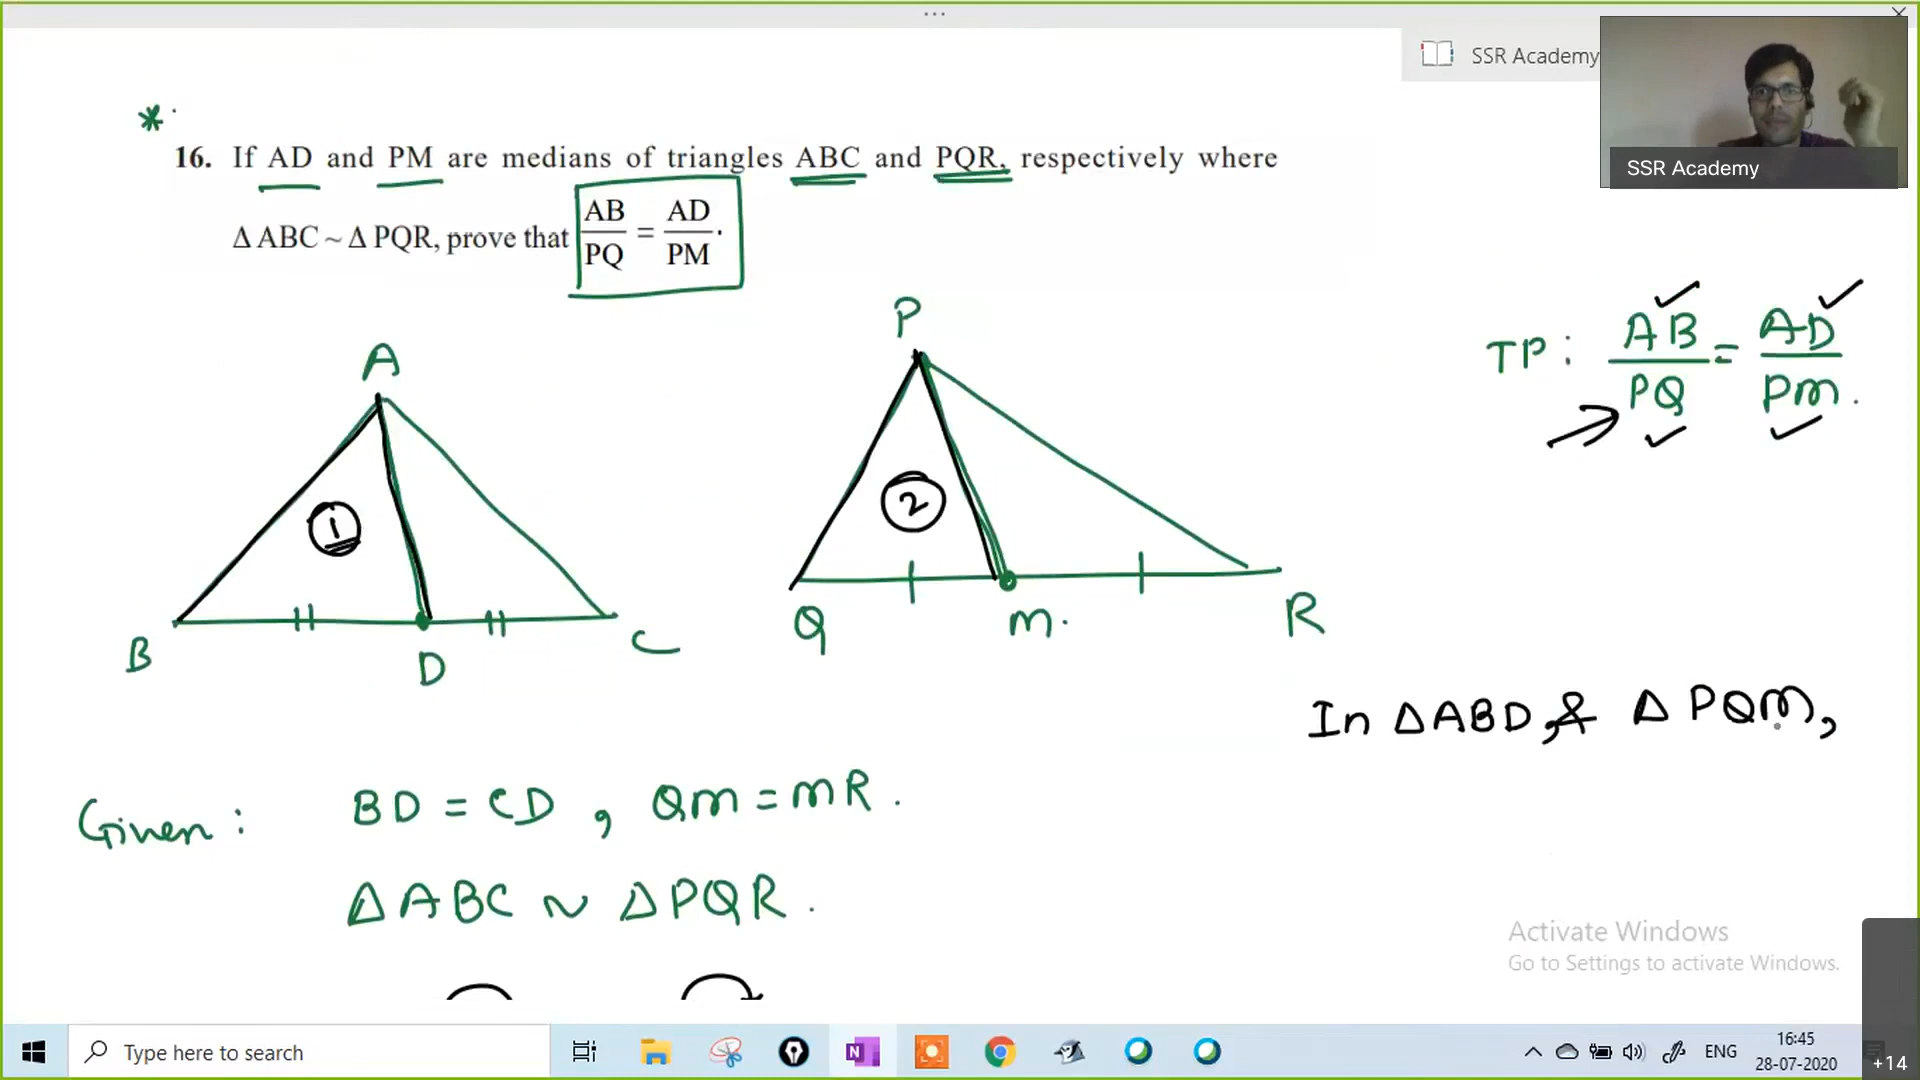 SSR Academy
SSR Academy
*
16. If AD and PM are medians of triangles ABC and PQR, respectively where
Δ ABC ~ Δ PQR, prove that AB/PQ = AD/PM.
TP : AB/PQ = AD/PM.
A
P
1
2
B
D
C
Q
M.
R
In ΔABD, & Δ PQM,
Given : BD = CD , QM = MR .
ΔABC ~ ΔPQR .
Activate Windows
Go to Settings to activate Windows.
Type here to search
ENG
16:45
28-07-2020
+14